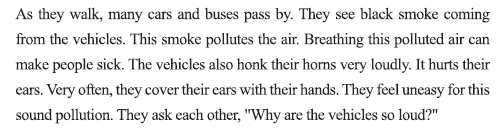 As they walk, many cars and buses pass by. They see black smoke coming
from the vehicles. This smoke pollutes the air. Breathing this polluted air can
make people sick. The vehicles also honk their horns very loudly. It hurts their
ears. Very often, they cover their ears with their hands. They feel uneasy for this
sound pollution. They ask each other, "Why are the vehicles so loud?"